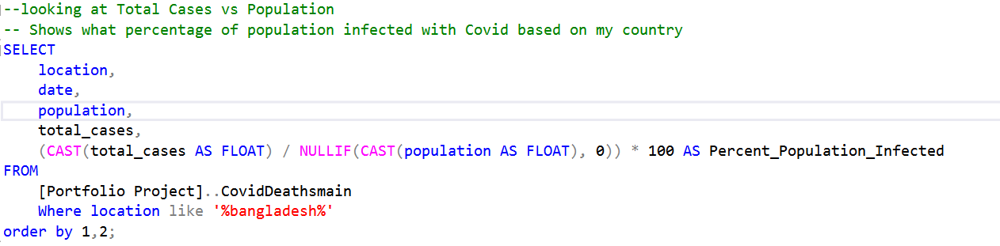 --looking at Total Cases vs Population
-- Shows what percentage of population infected with Covid based on my country
SELECT
    location,
    date,
    population,
    total_cases,
    (CAST(total_cases AS FLOAT) / NULLIF(CAST(population AS FLOAT), 0)) * 100 AS Percent_Population_Infected
FROM
    [Portfolio Project]..CovidDeathsmain
    Where location like '%bangladesh%'
order by 1,2;